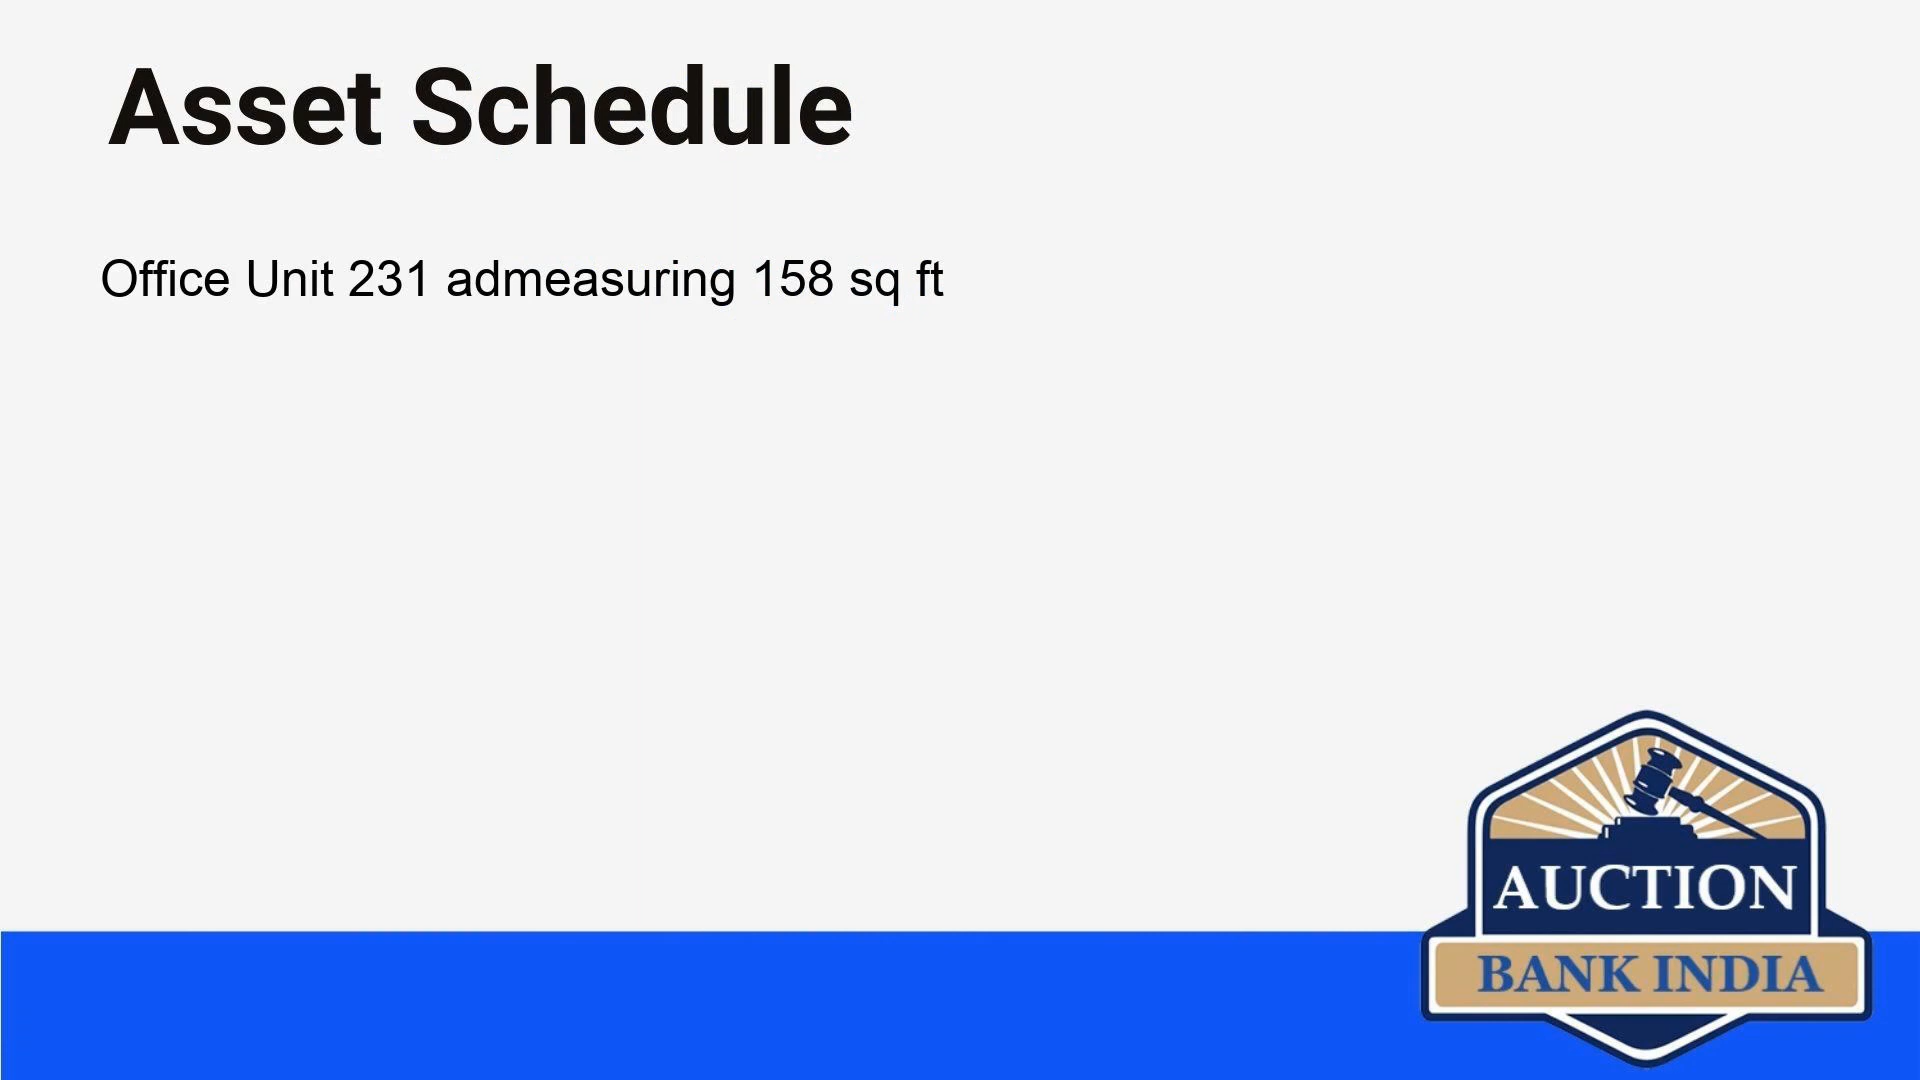 Asset Schedule
Office Unit 231 admeasuring 158 sq ft
AUCTION
BANK INDIA